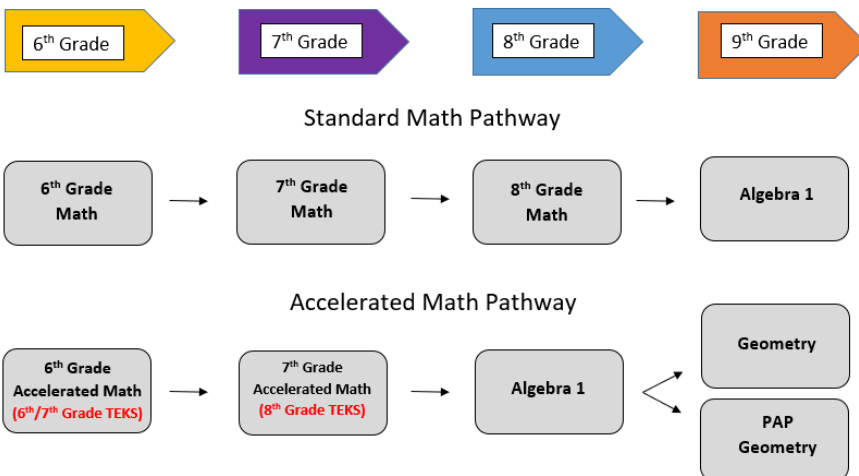 6th Grade
7th Grade
8th Grade
9th Grade
Standard Math Pathway
6th Grade
Math
7th Grade
Math
8th Grade
Math
Algebra 1
Accelerated Math Pathway
6th Grade
Accelerated Math
(6th/7th Grade TEKS)
7th Grade
Accelerated Math
(8th Grade TEKS)
Algebra 1
Geometry
PAP
Geometry